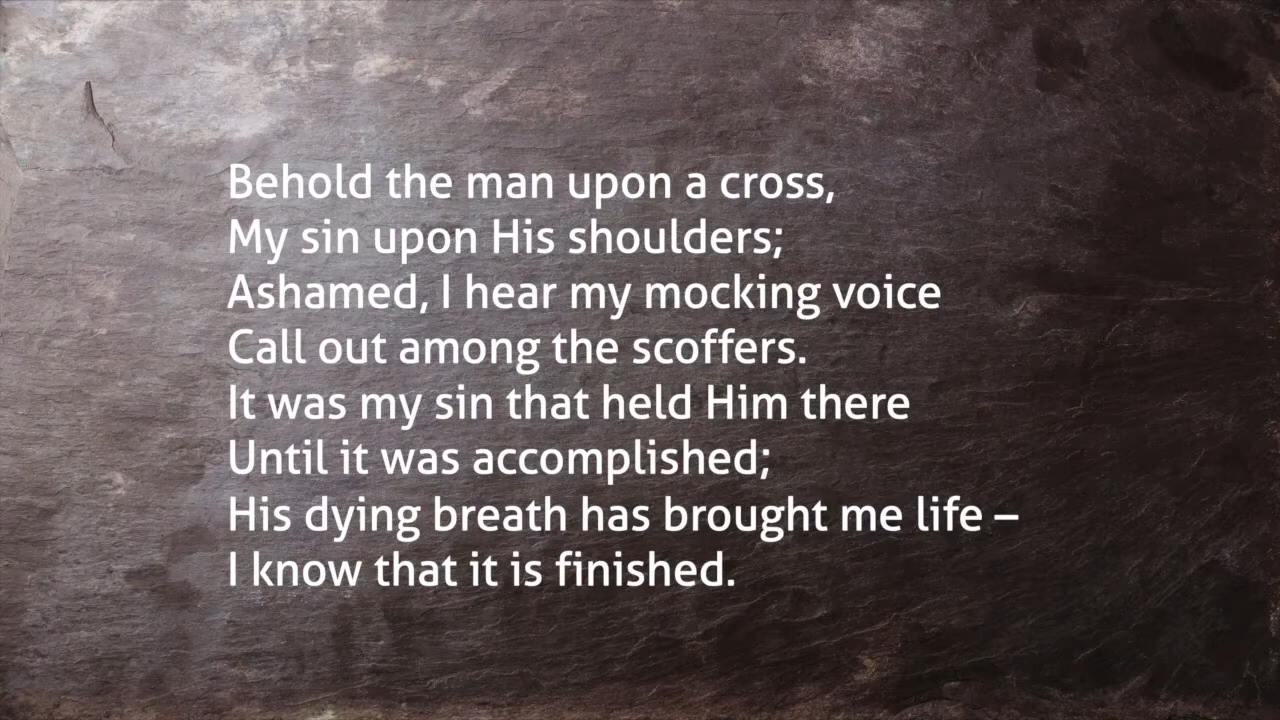 Behold the man upon a cross,
My sin upon His shoulders;
Ashamed, I hear my mocking voice
Call out among the scoffers.
It was my sin that held Him there
Until it was accomplished;
His dying breath has brought me life –
I know that it is finished.